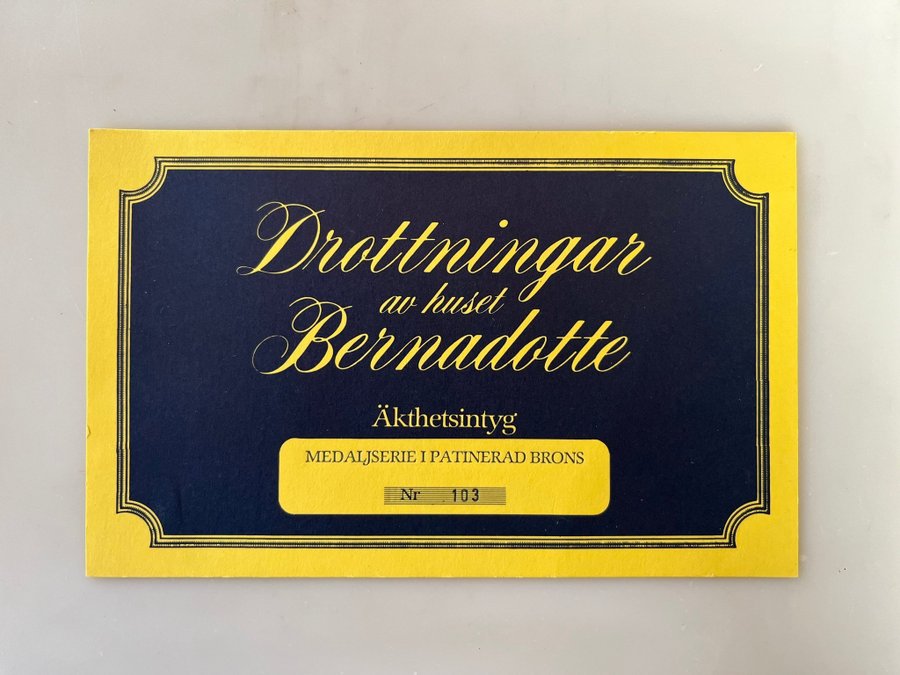 Drottningar
av huset
Bernadotte
Äkthetsintyg
MEDALJSERIE I PATINERAD BRONS
Nr 103